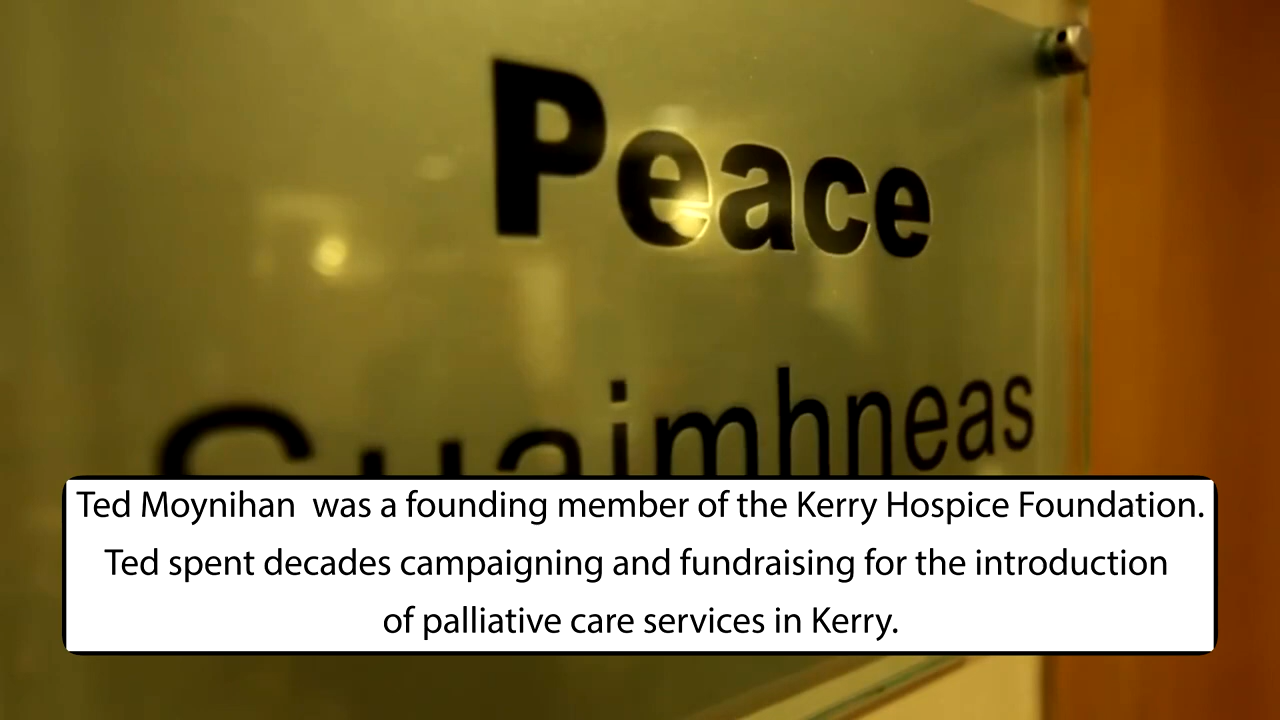 Peace
Suaimhneas
Ted Moynihan  was a founding member of the Kerry Hospice Foundation.
Ted spent decades campaigning and fundraising for the introduction
of palliative care services in Kerry.